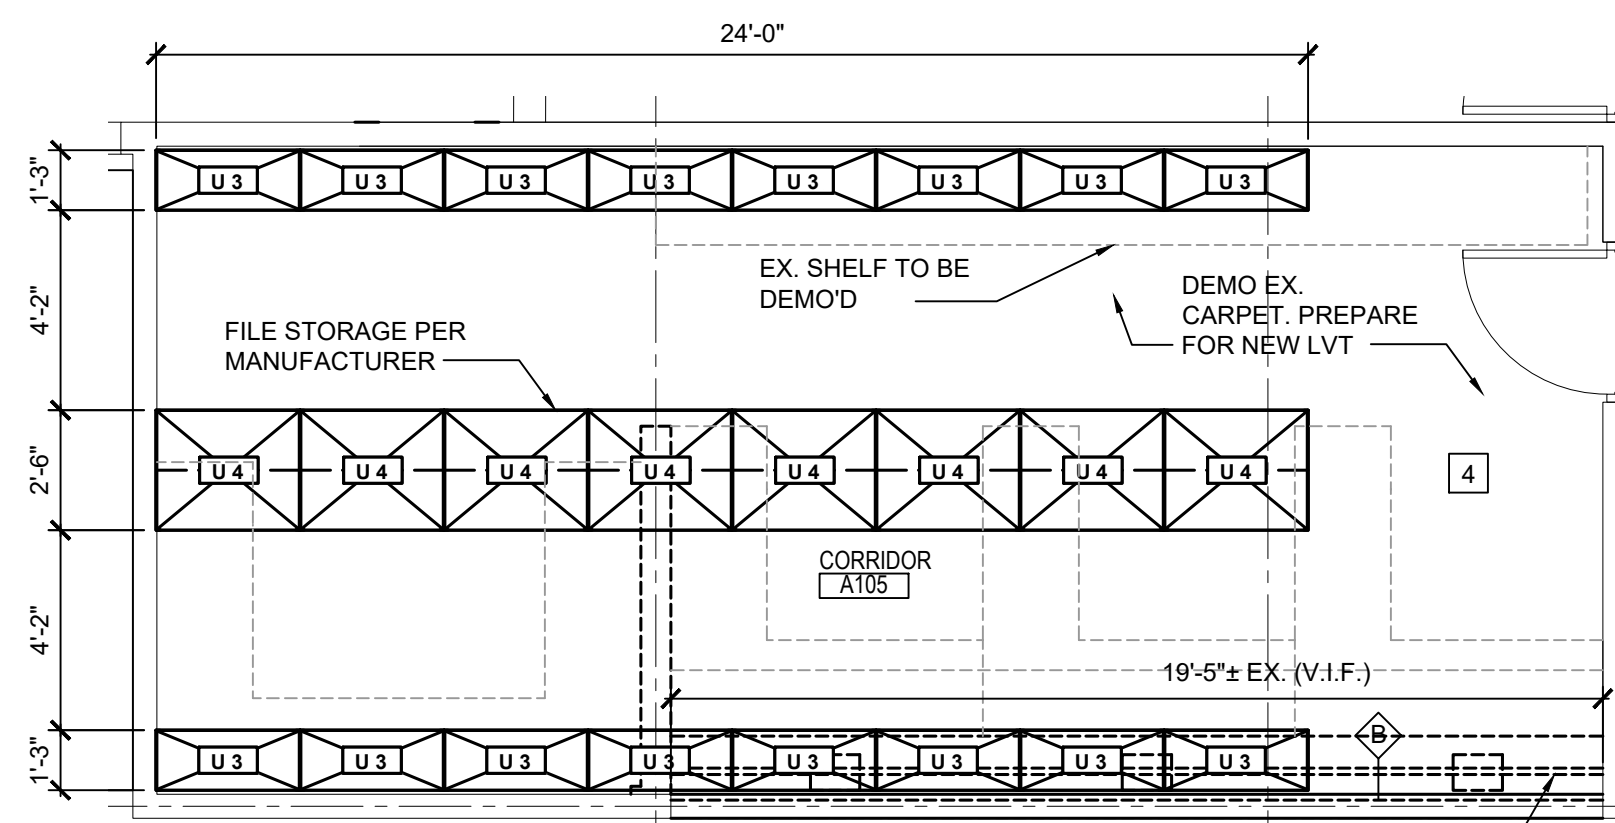 24'-0"
1'-3"
U 3
U 3
U 3
U 3
U 3
U 3
U 3
U 3
EX. SHELF TO BE
DEMO'D
DEMO EX.
CARPET. PREPARE
FOR NEW LVT
4'-2"
FILE STORAGE PER
MANUFACTURER
2'-6"
U 4
U 4
U 4
U 4
U 4
U 4
U 4
U 4
4
CORRIDOR
A105
4'-2"
19'-5"± EX. (V.I.F.)
B
1'-3"
U 3
U 3
U 3
U 3
U 3
U 3
U 3
U 3